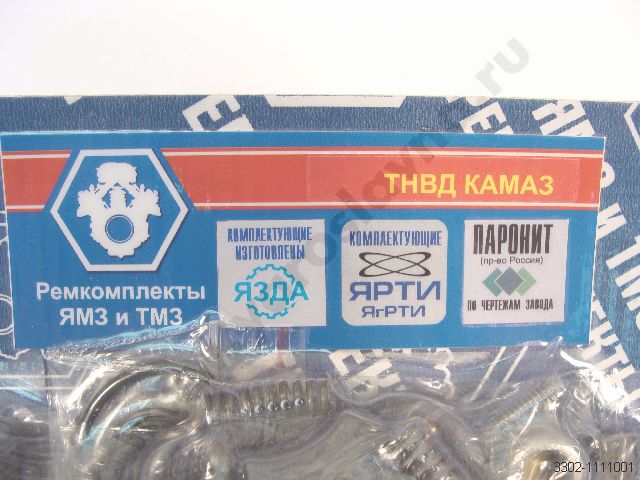 ТНВД КАМАЗ
Ремкомплекты
ЯМЗ и ТМЗ
КОМПЛЕКТУЮЩИЕ
ИЗГОТОВЛЕНЫ
ЯЗДА
КОМПЛЕКТУЮЩИЕ
ЯРТИ
ЯгРТИ
ПАРОНИТ
(пр-во Россия)
ПО ЧЕРТЕЖАМ ЗАВОДА
3302-1111001